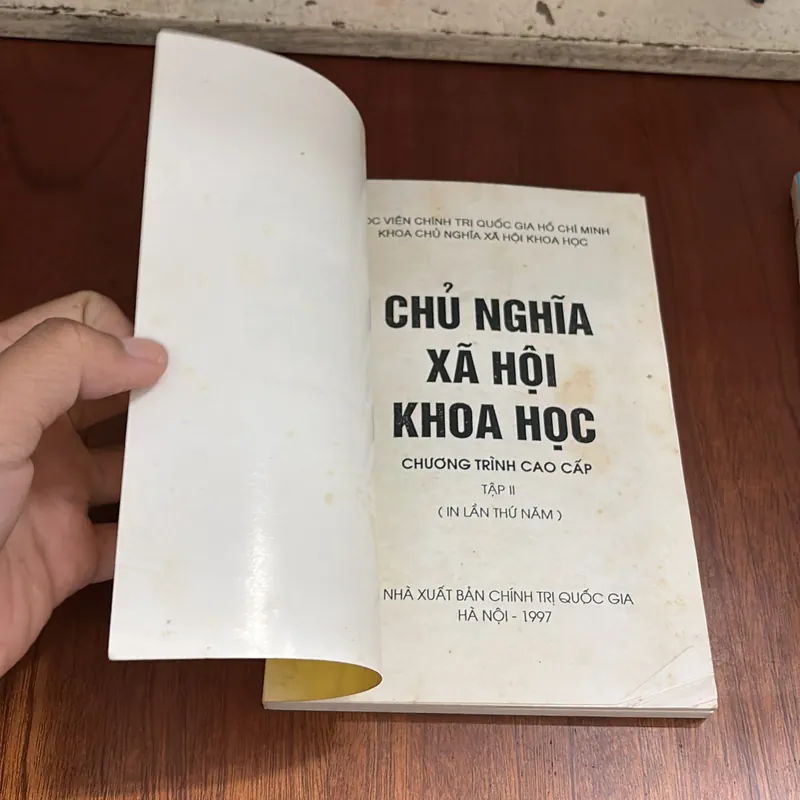 VIỆN CHÍNH TRỊ QUỐC GIA HỒ CHÍ MINH
KHOA CHỦ NGHĨA XÃ HỘI KHOA HỌC
CHỦ NGHĨA
XÃ HỘI
KHOA HỌC
CHƯƠNG TRÌNH CAO CẤP
TẬP II
( IN LẦN THỨ NĂM )
NHÀ XUẤT BẢN CHÍNH TRỊ QUỐC GIA
HÀ NỘI - 1997